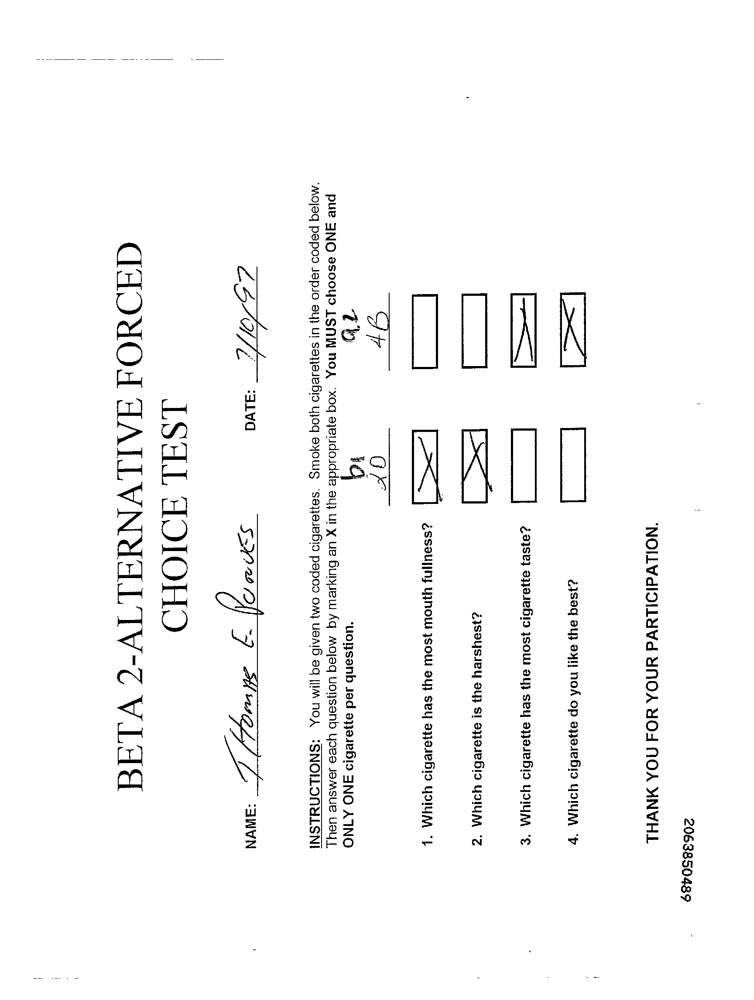 BETA 2-ALTERNATIVE FORCED
CHOICE TEST
NAME: THomAs E. DATE: 7/10/97
INSTRUCTIONS: You will be given two coded cigarettes. Smoke both cigarettes in the order coded below.
Then answer each question below by marking an X in the appropriate box. You MUST choose ONE and
ONLY ONE cigarette per question.
b1 a2
2D 4B
1. Which cigarette has the most mouth fullness? X
2. Which cigarette is the harshest? X
3. Which cigarette has the most cigarette taste? X
4. Which cigarette do you like the best? X
THANK YOU FOR YOUR PARTICIPATION.
2063850489